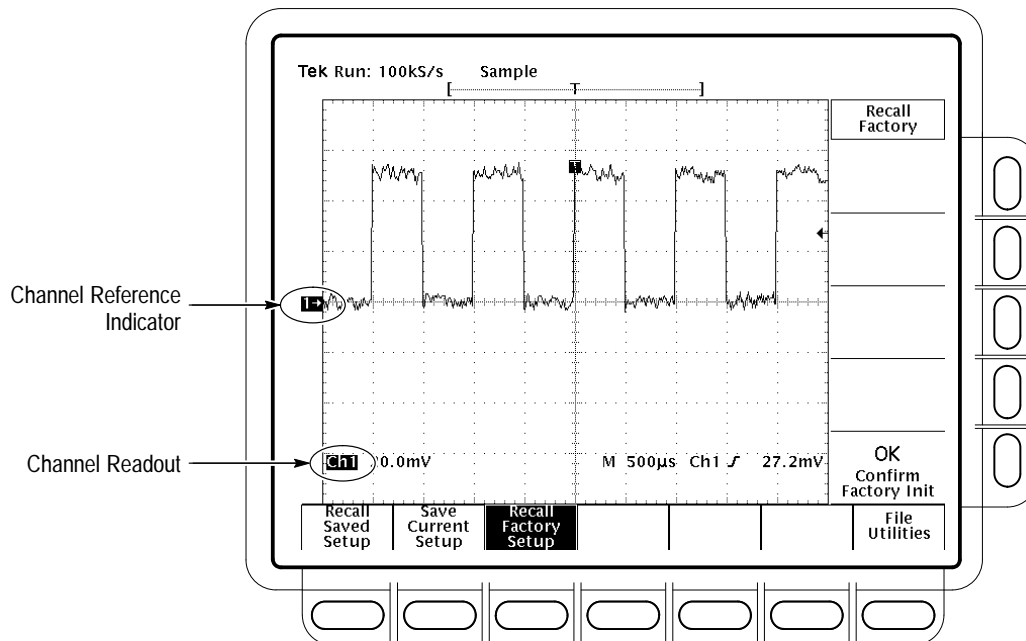 Tek Run: 100kS/s Sample
[ T ]
Recall
Factory
T
Channel Reference
Indicator
1→
Channel Readout
Ch1 0.0mV M 500µs Ch1 27.2mV
OK
Confirm
Factory Init
Recall
Saved
Setup
Save
Current
Setup
Recall
Factory
Setup
File
Utilities